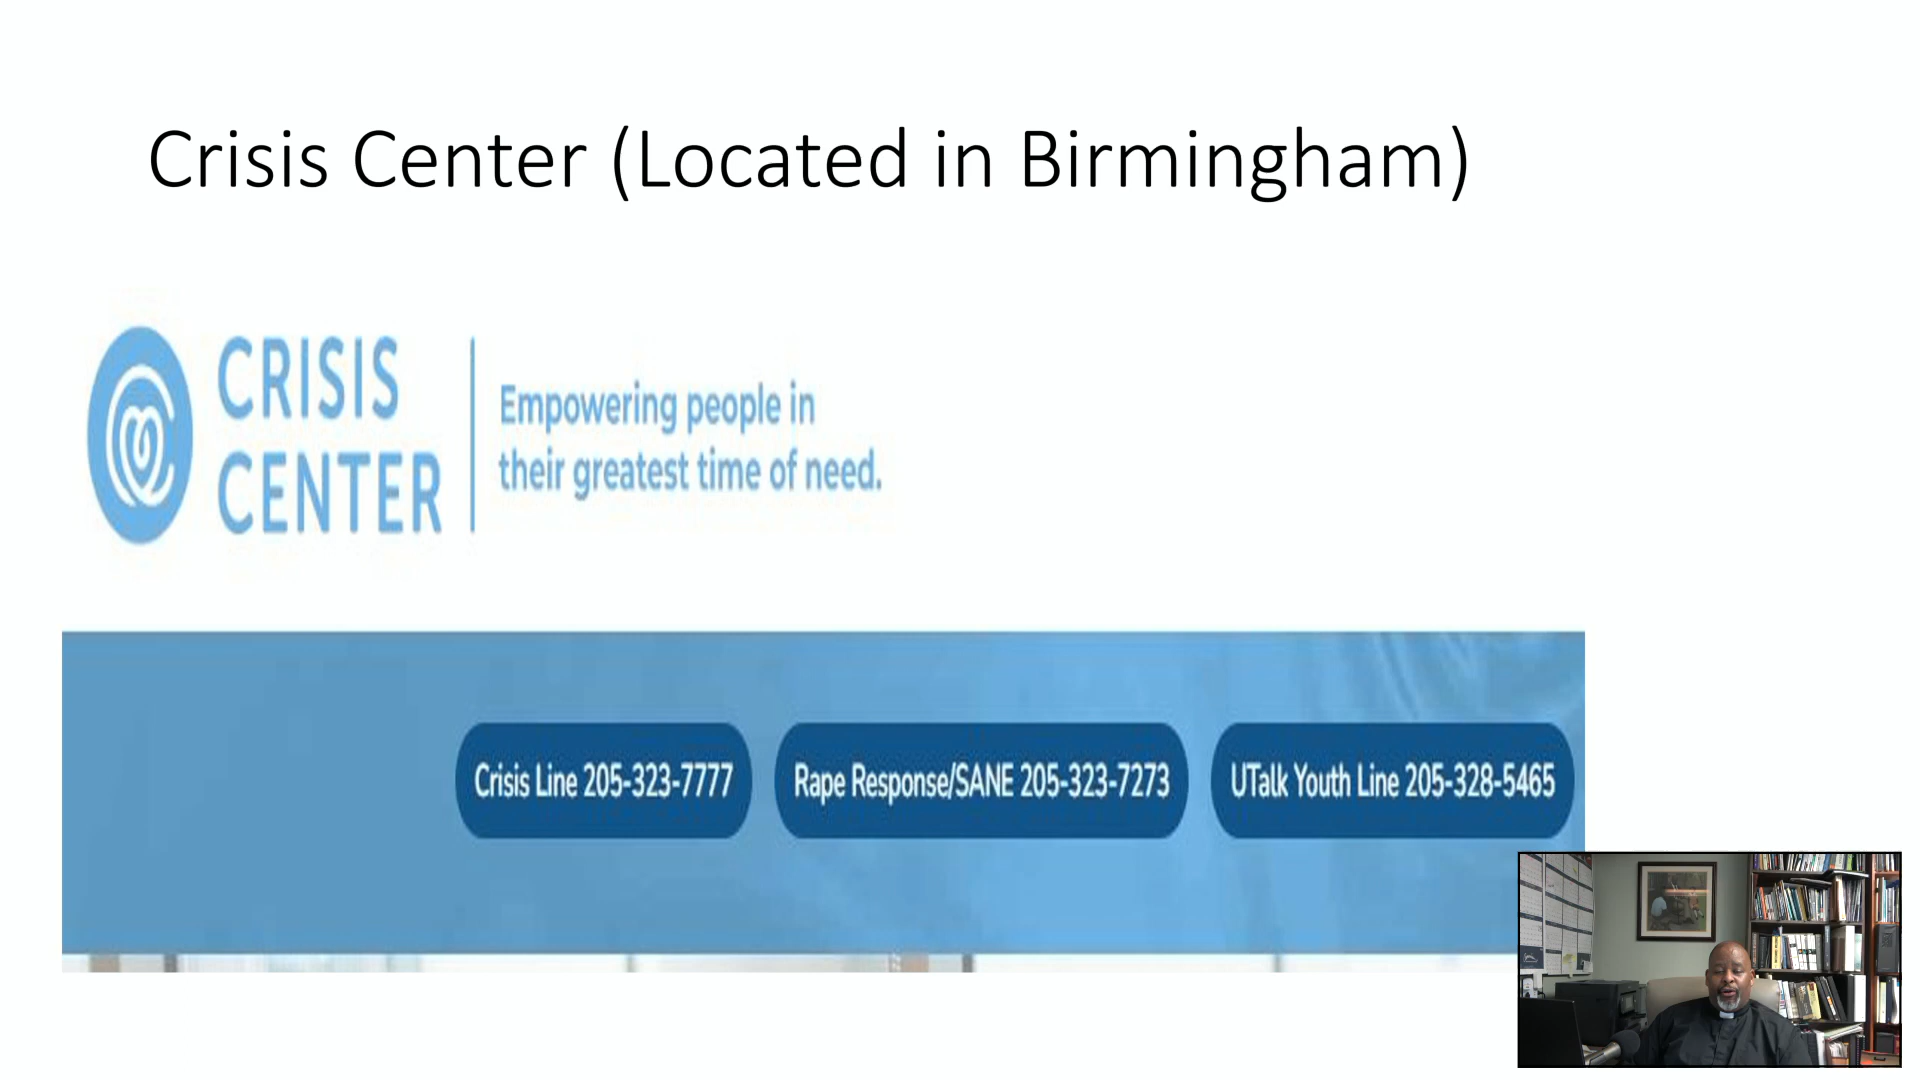 Crisis Center (Located in Birmingham)
CRISIS
CENTER
Empowering people in
their greatest time of need.
Crisis Line 205-323-7777
Rape Response/SANE 205-323-7273
UTalk Youth Line 205-328-5465